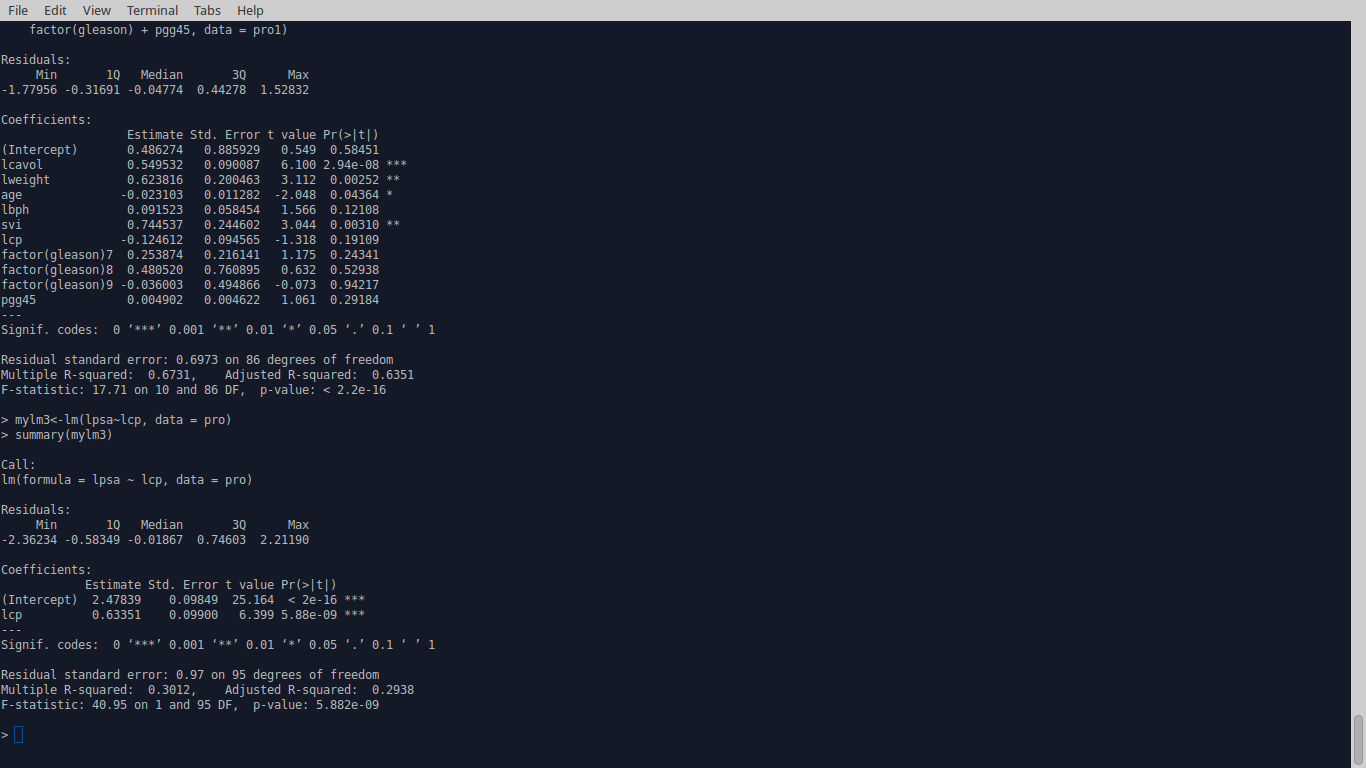 File Edit View Terminal Tabs Help
    factor(gleason) + pgg45, data = pro1)

Residuals:
     Min       1Q   Median       3Q      Max
-1.77956 -0.31691 -0.04774  0.44278  1.52832

Coefficients:
                  Estimate Std. Error t value Pr(>|t|)
(Intercept)       0.486274   0.885929   0.549  0.58451
lcavol            0.549532   0.090087   6.100 2.94e-08 ***
lweight           0.623816   0.200463   3.112  0.00252 **
age              -0.023103   0.011282  -2.048  0.04364 *
lbph              0.091523   0.058454   1.566  0.12108
svi               0.744537   0.244602   3.044  0.00310 **
lcp              -0.124612   0.094565  -1.318  0.19109
factor(gleason)7  0.253874   0.216141   1.175  0.24341
factor(gleason)8  0.480520   0.760895   0.632  0.52938
factor(gleason)9 -0.036003   0.494866  -0.073  0.94217
pgg45             0.004902   0.004622   1.061  0.29184
---
Signif. codes:  0 ‘***’ 0.001 ‘**’ 0.01 ‘*’ 0.05 ‘.’ 0.1 ‘ ’ 1

Residual standard error: 0.6973 on 86 degrees of freedom
Multiple R-squared:  0.6731,    Adjusted R-squared:  0.6351
F-statistic: 17.71 on 10 and 86 DF,  p-value: < 2.2e-16

> mylm3<-lm(lpsa~lcp, data = pro)
> summary(mylm3)

Call:
lm(formula = lpsa ~ lcp, data = pro)

Residuals:
     Min       1Q   Median       3Q      Max
-2.36234 -0.58349 -0.01867  0.74603  2.21190

Coefficients:
            Estimate Std. Error t value Pr(>|t|)
(Intercept)  2.47839    0.09849  25.164  < 2e-16 ***
lcp          0.63351    0.09900   6.399 5.88e-09 ***
---
Signif. codes:  0 ‘***’ 0.001 ‘**’ 0.01 ‘*’ 0.05 ‘.’ 0.1 ‘ ’ 1

Residual standard error: 0.97 on 95 degrees of freedom
Multiple R-squared:  0.3012,    Adjusted R-squared:  0.2938
F-statistic: 40.95 on 1 and 95 DF,  p-value: 5.882e-09

>